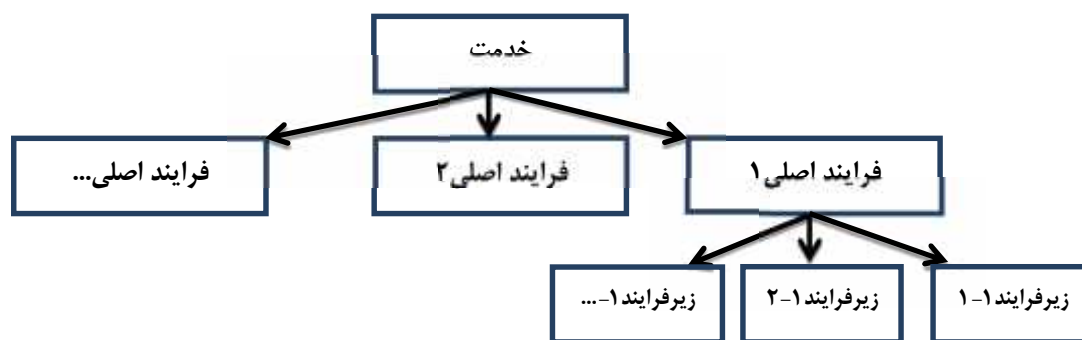 خدمت
فرایند اصلی۱
فرایند اصلی۲
فرایند اصلی...
زیرفرایند۱-۱
زیرفرایند۱-۲
زیرفرایند۱-...